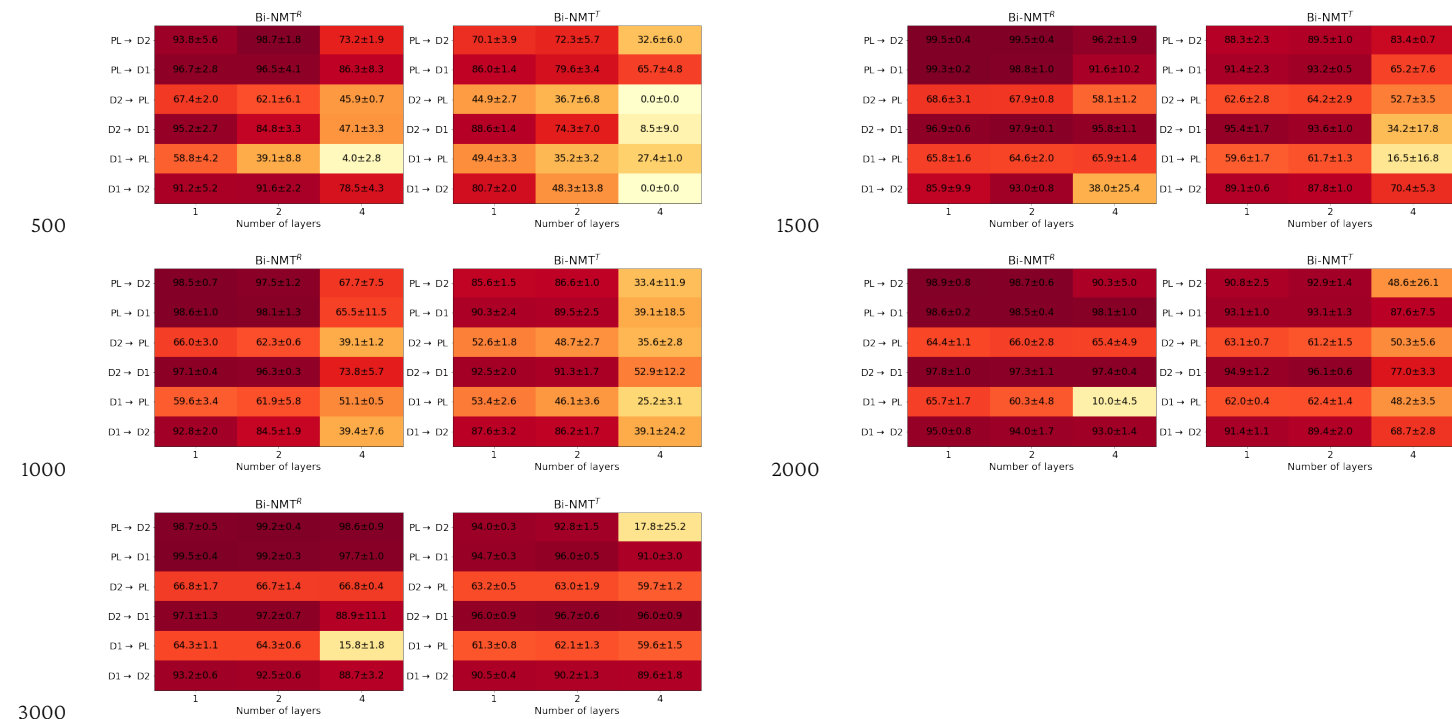 Bi-NMT^R Bi-NMT^T
PL → D2 93.8±5.6 98.7±1.8 73.2±1.9 PL → D2 70.1±3.9 72.3±5.7 32.6±6.0
PL → D1 96.7±2.8 96.5±4.1 86.3±8.3 PL → D1 86.0±1.4 79.6±3.4 65.7±4.8
D2 → PL 67.4±2.0 62.1±6.1 45.9±0.7 D2 → PL 44.9±2.7 36.7±6.8 0.0±0.0
D2 → D1 95.2±2.7 84.8±3.3 47.1±3.3 D2 → D1 88.6±1.4 74.3±7.0 8.5±9.0
D1 → PL 58.8±4.2 39.1±8.8 4.0±2.8 D1 → PL 49.4±3.3 35.2±3.2 27.4±1.0
D1 → D2 91.2±5.2 91.6±2.2 78.5±4.3 D1 → D2 80.7±2.0 48.3±13.8 0.0±0.0
1 2 4 1 2 4
Number of layers Number of layers
500
Bi-NMT^R Bi-NMT^T
PL → D2 99.5±0.4 99.5±0.4 96.2±1.9 PL → D2 88.3±2.3 89.5±1.0 83.4±0.7
PL → D1 99.3±0.2 98.8±1.0 91.6±10.2 PL → D1 91.4±2.3 93.2±0.5 65.2±7.6
D2 → PL 68.6±3.1 67.9±0.8 58.1±1.2 D2 → PL 62.6±2.8 64.2±2.9 52.7±3.5
D2 → D1 96.9±0.6 97.9±0.1 95.8±1.1 D2 → D1 95.4±1.7 93.6±1.0 34.2±17.8
D1 → PL 65.8±1.6 64.6±2.0 65.9±1.4 D1 → PL 59.6±1.7 61.7±1.3 16.5±16.8
D1 → D2 85.9±9.9 93.0±0.8 38.0±25.4 D1 → D2 89.1±0.6 87.8±1.0 70.4±5.3
1 2 4 1 2 4
Number of layers Number of layers
1500
Bi-NMT^R Bi-NMT^T
PL → D2 98.5±0.7 97.5±1.2 67.7±7.5 PL → D2 85.6±1.5 86.6±1.0 33.4±11.9
PL → D1 98.6±1.0 98.1±1.3 65.5±11.5 PL → D1 90.3±2.4 89.5±2.5 39.1±18.5
D2 → PL 66.0±3.0 62.3±0.6 39.1±1.2 D2 → PL 52.6±1.8 48.7±2.7 35.6±2.8
D2 → D1 97.1±0.4 96.3±0.3 73.8±5.7 D2 → D1 92.5±2.0 91.3±1.7 52.9±12.2
D1 → PL 59.6±3.4 61.9±5.8 51.1±0.5 D1 → PL 53.4±2.6 46.1±3.6 25.2±3.1
D1 → D2 92.8±2.0 84.5±1.9 39.4±7.6 D1 → D2 87.6±3.2 86.2±1.7 39.1±24.2
1 2 4 1 2 4
Number of layers Number of layers
1000
Bi-NMT^R Bi-NMT^T
PL → D2 98.9±0.8 98.7±0.6 90.3±5.0 PL → D2 90.8±2.5 92.9±1.4 48.6±26.1
PL → D1 98.6±0.2 98.5±0.4 98.1±1.0 PL → D1 93.1±1.0 93.1±1.3 87.6±7.5
D2 → PL 64.4±1.1 66.0±2.8 65.4±4.9 D2 → PL 63.1±0.7 61.2±1.5 50.3±5.6
D2 → D1 97.8±1.0 97.3±1.1 97.4±0.4 D2 → D1 94.9±1.2 96.1±0.6 77.0±3.3
D1 → PL 65.7±1.7 60.3±4.8 10.0±4.5 D1 → PL 62.0±0.4 62.4±1.4 48.2±3.5
D1 → D2 95.0±0.8 94.0±1.7 93.0±1.4 D1 → D2 91.4±1.1 89.4±2.0 68.7±2.8
1 2 4 1 2 4
Number of layers Number of layers
2000
Bi-NMT^R Bi-NMT^T
PL → D2 98.7±0.5 99.2±0.4 98.6±0.9 PL → D2 94.0±0.3 92.8±1.5 17.8±25.2
PL → D1 99.5±0.4 99.2±0.3 97.7±1.0 PL → D1 94.7±0.3 96.0±0.5 91.0±3.0
D2 → PL 66.8±1.7 66.7±1.4 66.8±0.4 D2 → PL 63.2±0.5 63.0±1.9 59.7±1.2
D2 → D1 97.1±1.3 97.2±0.7 88.9±11.1 D2 → D1 96.0±0.9 96.7±0.6 96.0±0.9
D1 → PL 64.3±1.1 64.3±0.6 15.8±1.8 D1 → PL 61.3±0.8 62.1±1.3 59.6±1.5
D1 → D2 93.2±0.6 92.5±0.6 88.7±3.2 D1 → D2 90.5±0.4 90.2±1.3 89.6±1.8
1 2 4 1 2 4
Number of layers Number of layers
3000